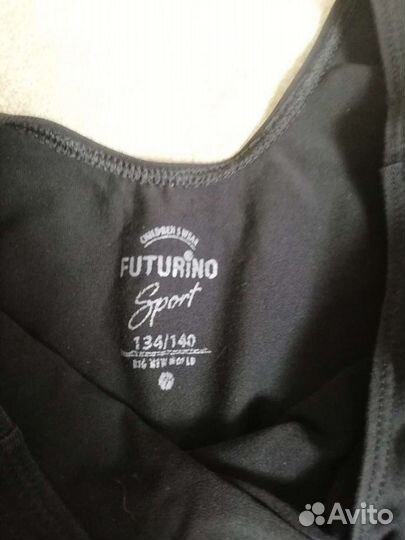 CHILDREN'S WEAR
FUTURiNO
Sport
134/140
Avito